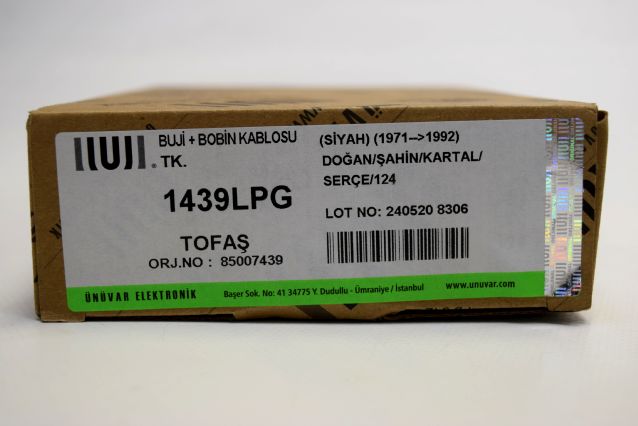 BUJİ + BOBİN KABLOSU
TK.
1439LPG
TOFAŞ
ORJ.NO : 85007439
(SİYAH) (1971-->1992)
DOĞAN/ŞAHİN/KARTAL/
SERÇE/124
LOT NO: 240520 8306
ÜNÜVAR ELEKTRONİK
Başer Sok. No: 41 34775 Y. Dudullu - Ümraniye / İstanbul
www.unuvar.com